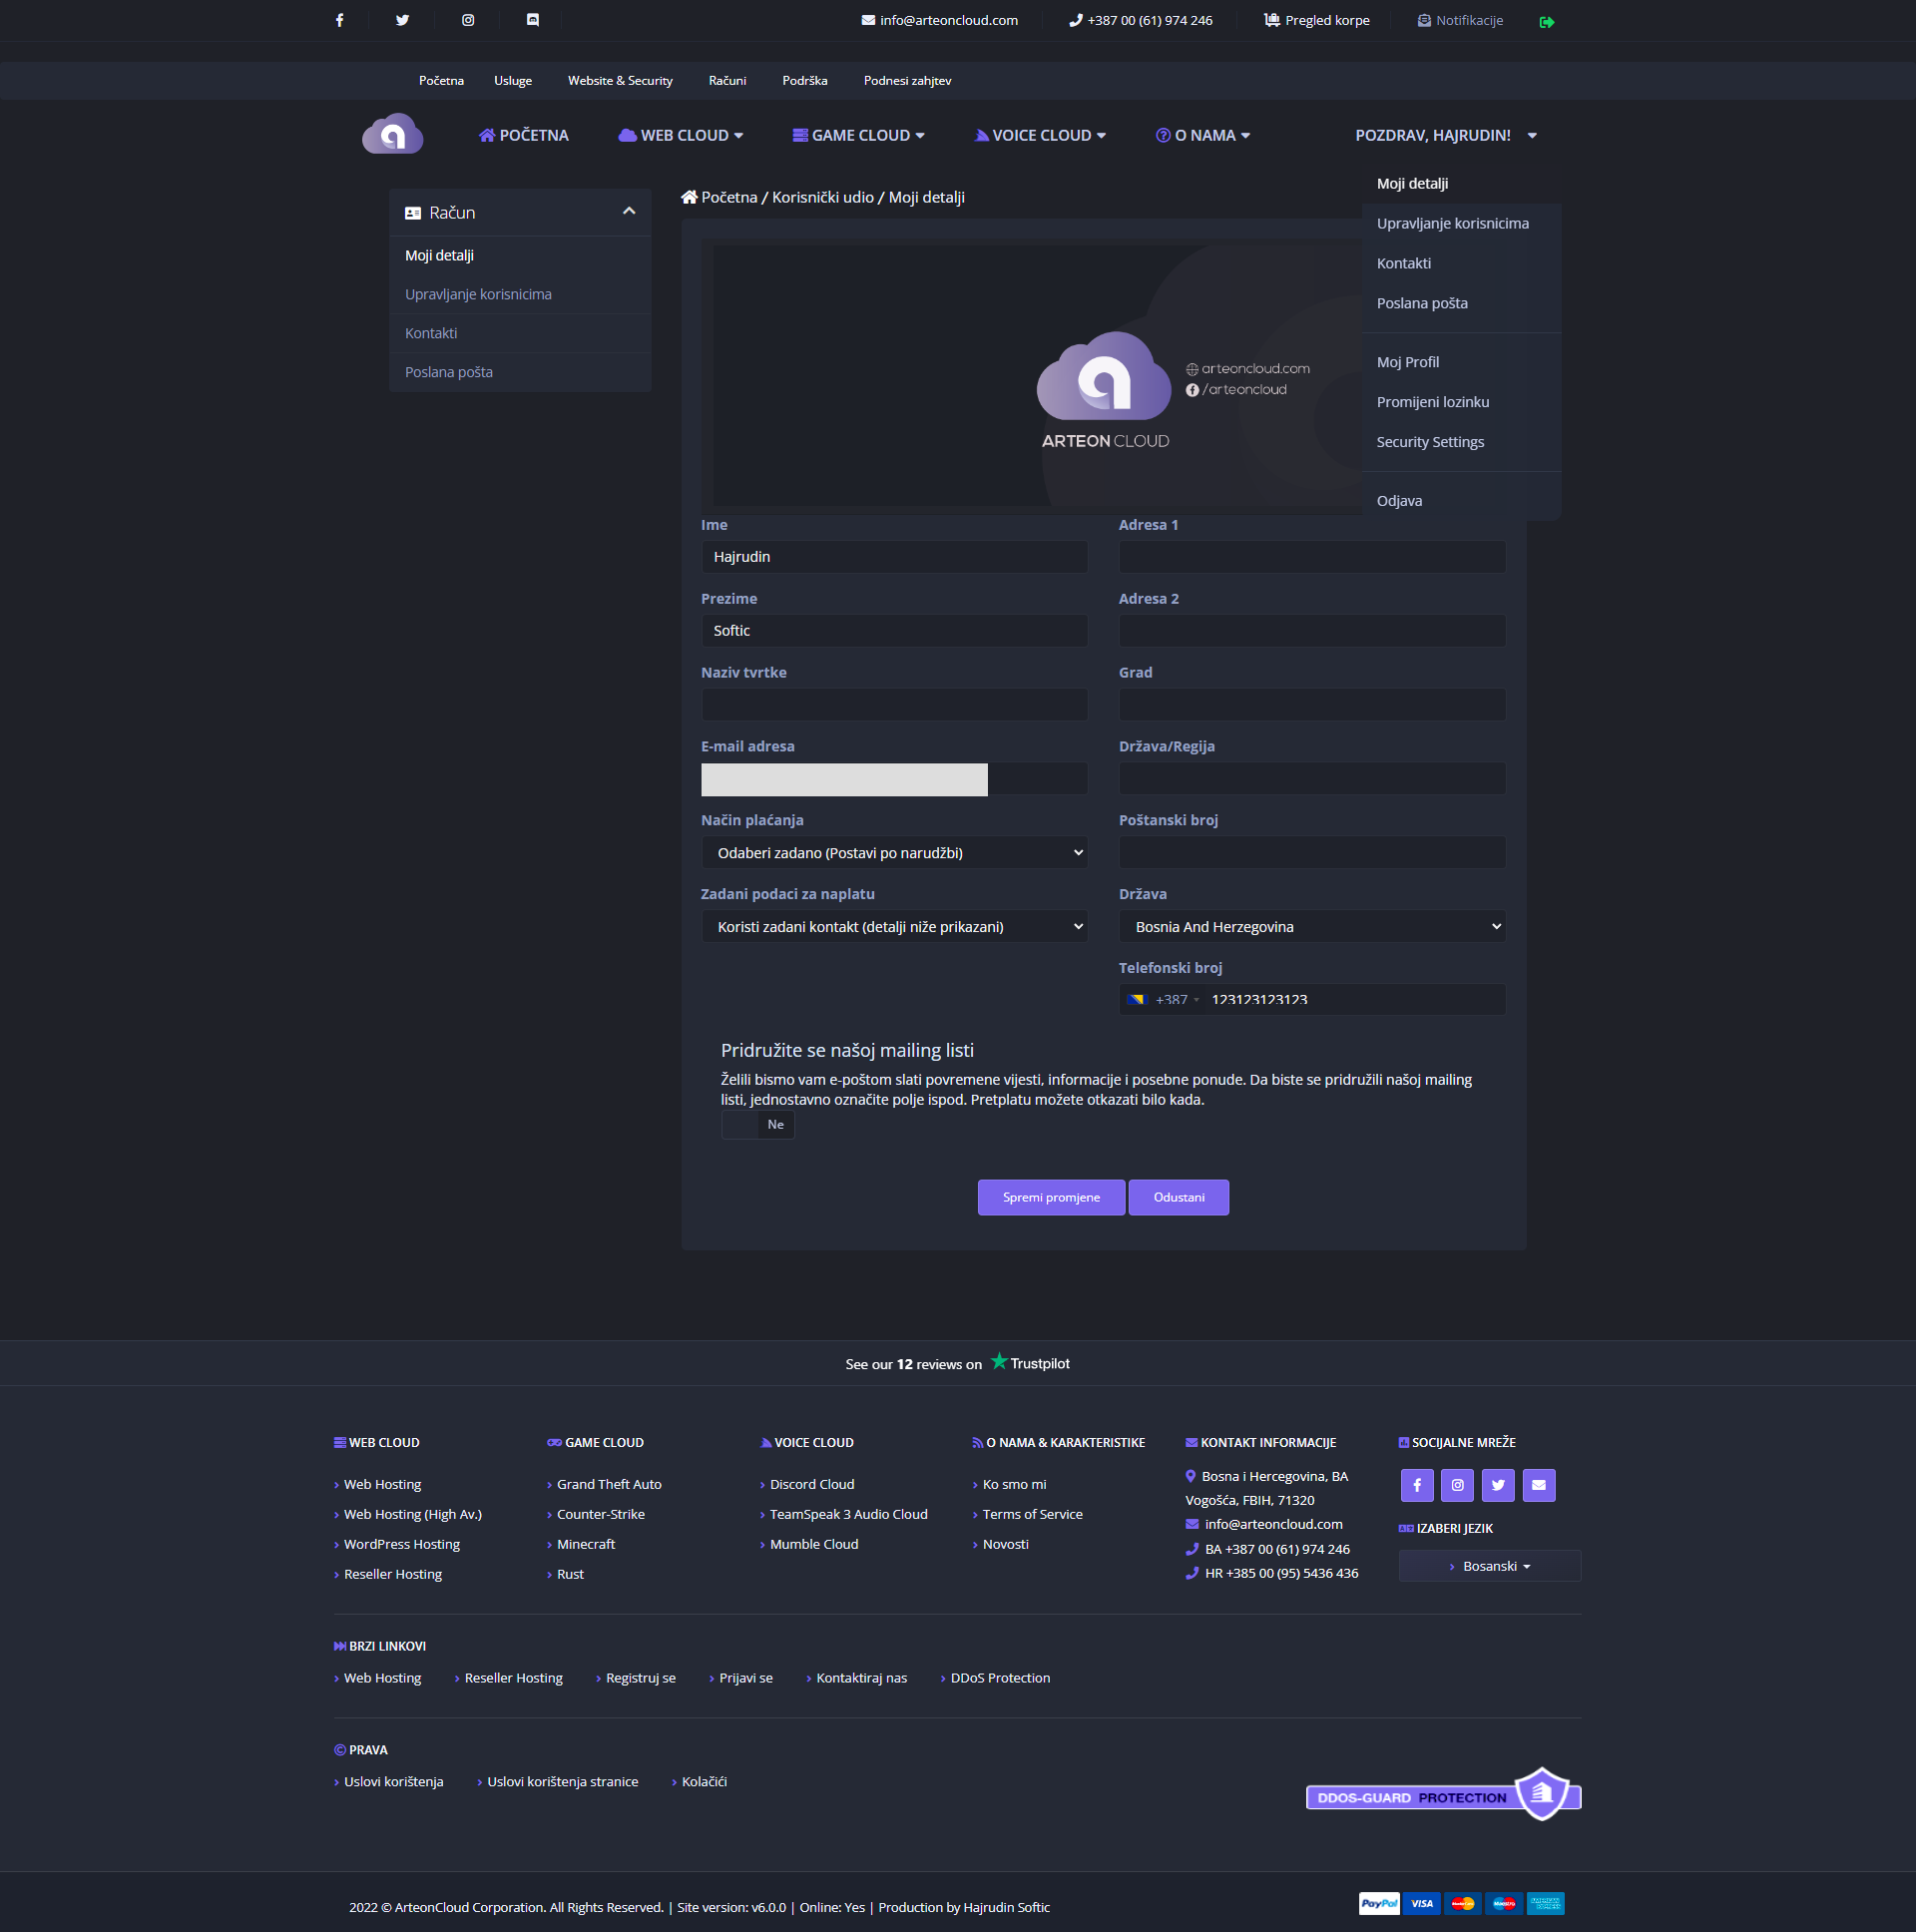 info@arteoncloud.com +387 00 (61) 974 246 Pregled korpe Notifikacije
Početna Usluge Website & Security Računi Podrška Podnesi zahjtev
POČETNA WEB CLOUD GAME CLOUD VOICE CLOUD O NAMA POZDRAV, HAJRUDIN!
Račun
Moji detalji
Upravljanje korisnicima
Kontakti
Poslana pošta
Početna / Korisnički udio / Moji detalji
Moji detalji
Upravljanje korisnicima
Kontakti
Poslana pošta
Moj Profil
Promijeni lozinku
Security Settings
Odjava
arteoncloud.com
/arteoncloud
ARTEON CLOUD
Ime
Hajrudin
Prezime
Softic
Naziv tvrtke
E-mail adresa
Način plaćanja
Odaberi zadano (Postavi po narudžbi)
Zadani podaci za naplatu
Koristi zadani kontakt (detalji niže prikazani)
Adresa 1
Adresa 2
Grad
Država/Regija
Poštanski broj
Država
Bosnia And Herzegovina
Telefonski broj
+387 123123123123
Pridružite se našoj mailing listi
Želili bismo vam e-poštom slati povremene vijesti, informacije i posebne ponude. Da biste se pridružili našoj mailing
listi, jednostavno označite polje ispod. Pretplatu možete otkazati bilo kada.
Ne
Spremi promjene Odustani
See our 12 reviews on Trustpilot
WEB CLOUD
Web Hosting
Web Hosting (High Av.)
WordPress Hosting
Reseller Hosting
GAME CLOUD
Grand Theft Auto
Counter-Strike
Minecraft
Rust
VOICE CLOUD
Discord Cloud
TeamSpeak 3 Audio Cloud
Mumble Cloud
O NAMA & KARAKTERISTIKE
Ko smo mi
Terms of Service
Novosti
KONTAKT INFORMACIJE
Bosna i Hercegovina, BA
Vogošća, FBIH, 71320
info@arteoncloud.com
BA +387 00 (61) 974 246
HR +385 00 (95) 5436 436
SOCIJALNE MREŽE
IZABERI JEZIK
Bosanski
BRZI LINKOVI
Web Hosting Reseller Hosting Registruj se Prijavi se Kontaktiraj nas DDoS Protection
PRAVA
Uslovi korištenja Uslovi korištenja stranice Kolačići
DDOS-GUARD PROTECTION
2022 © ArteonCloud Corporation. All Rights Reserved. | Site version: v6.0.0 | Online: Yes | Production by Hajrudin Softic
PayPal VISA